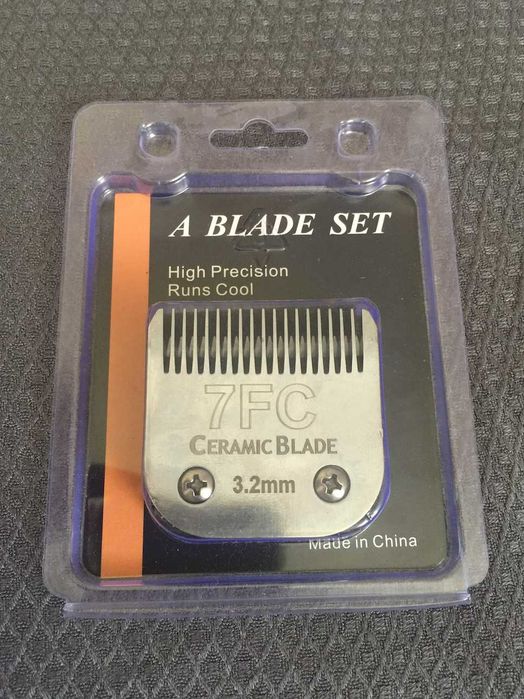 A BLADE SET
High Precision
Runs Cool
7FC
CERAMIC BLADE
3.2mm
Made in China